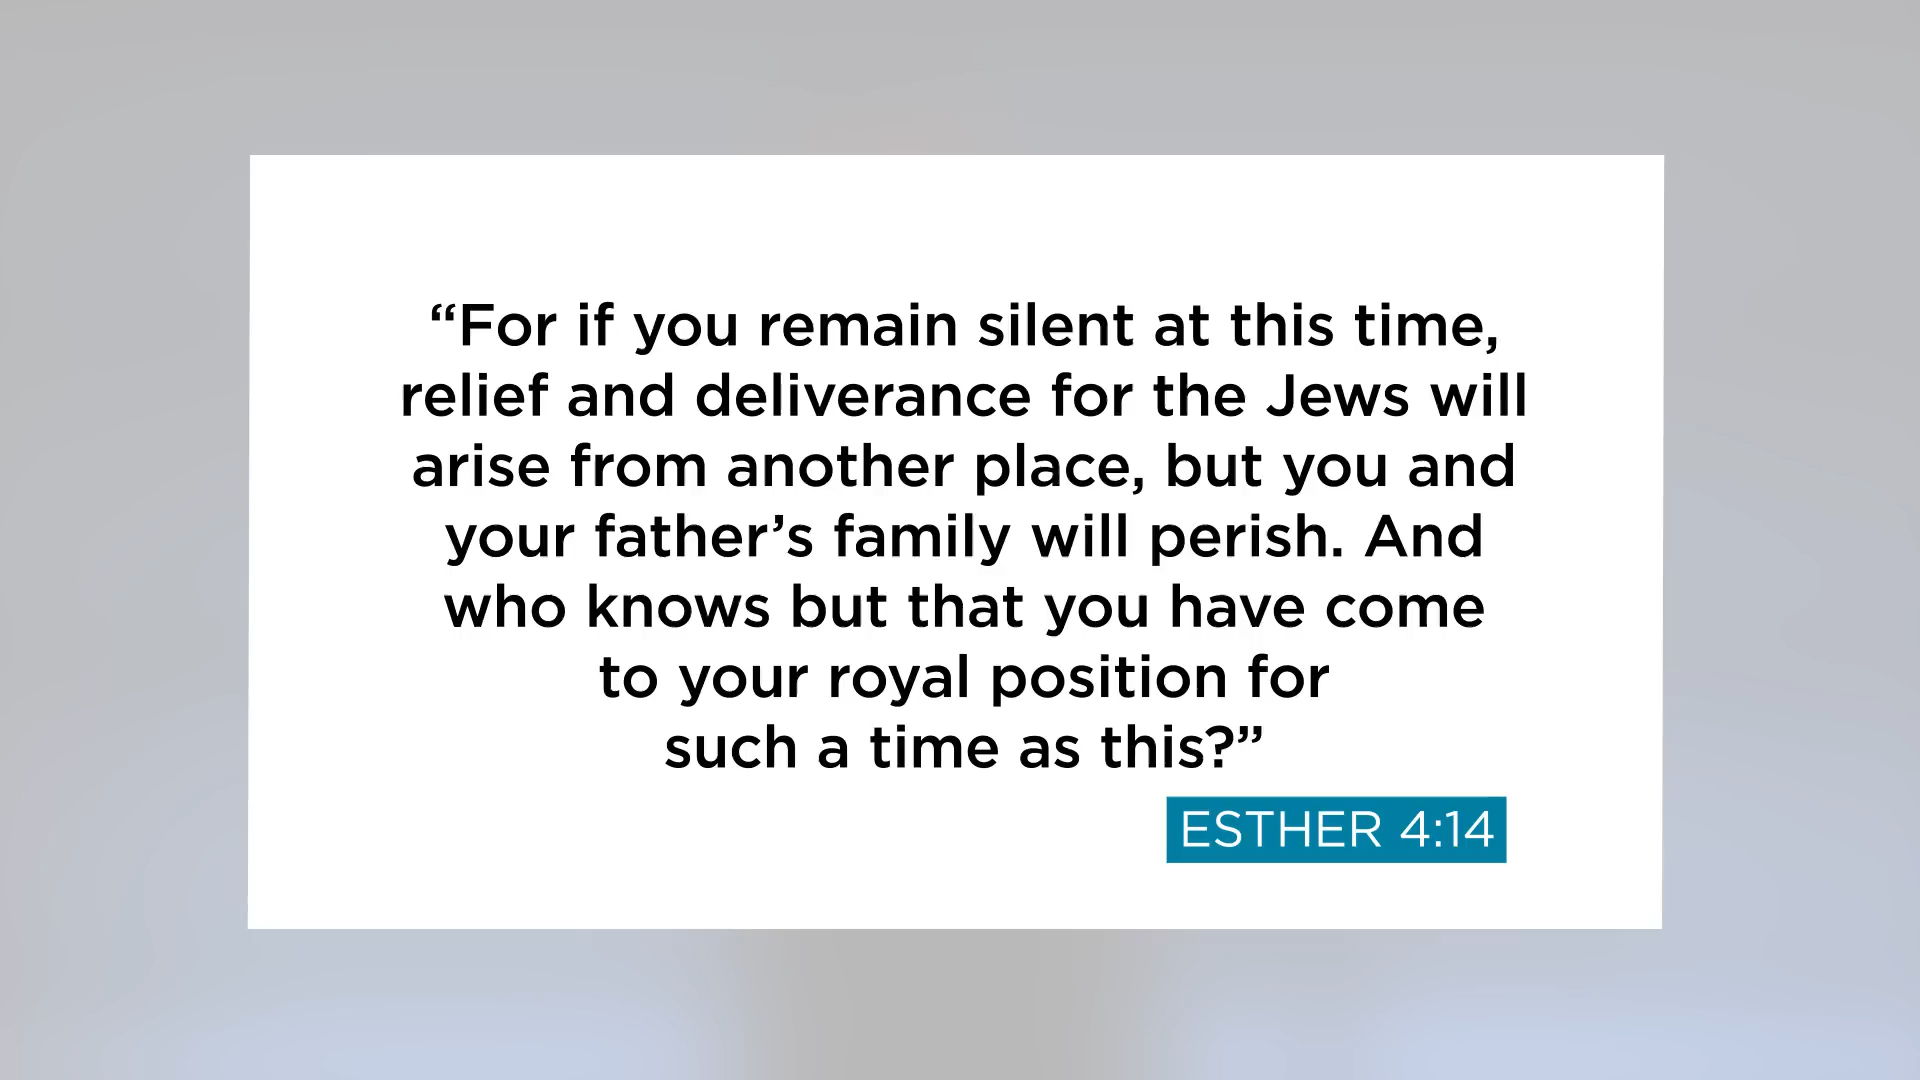 “For if you remain silent at this time,
relief and deliverance for the Jews will
arise from another place, but you and
your father’s family will perish. And
who knows but that you have come
to your royal position for
such a time as this?”
ESTHER 4:14